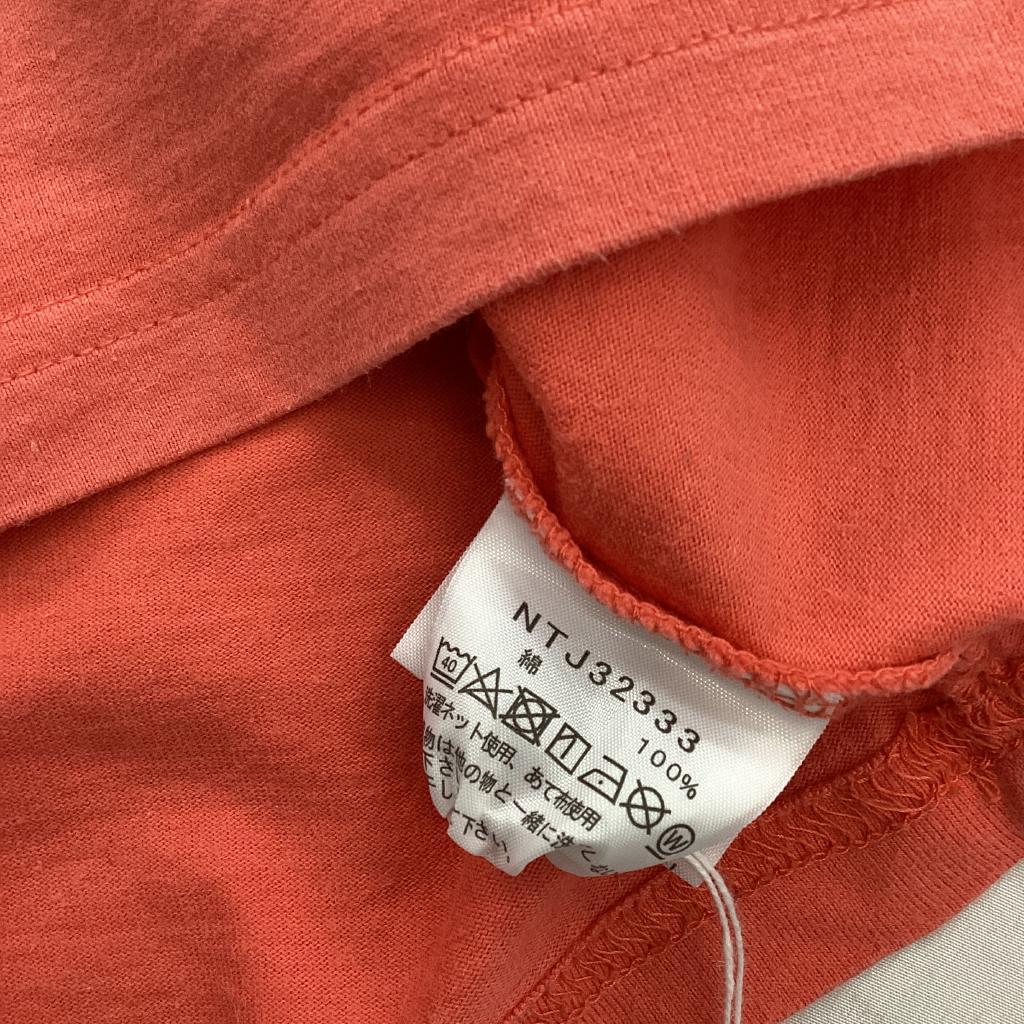 NTJ32333
綿 100%
40
W
洗濯ネット使用、あて布使用
物は他の物と一緒に洗
下さい、